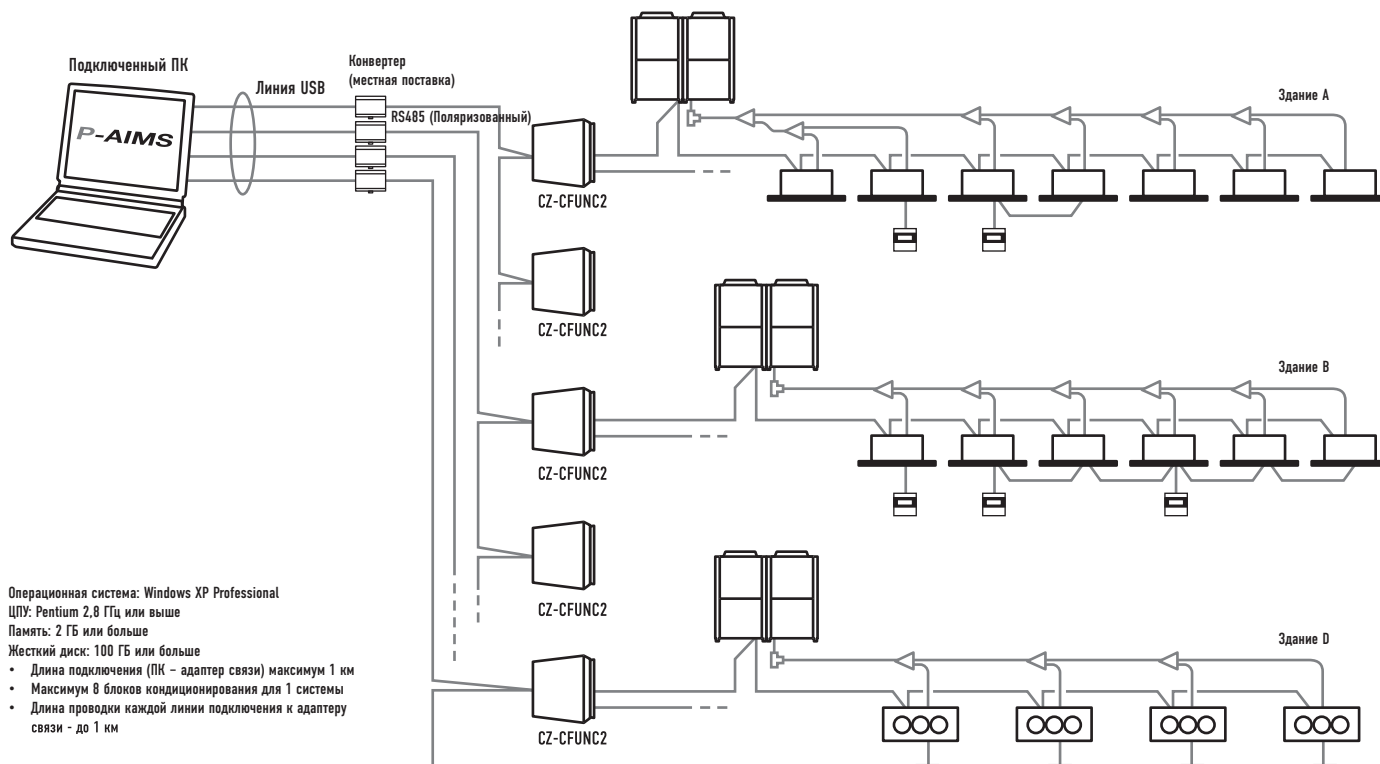 Подключенный ПК
P-AIMS
Линия USB
Конвертер
(местная поставка)
RS485 (Поляризованный)
CZ-CFUNC2
Здание A
CZ-CFUNC2
Здание B
CZ-CFUNC2
CZ-CFUNC2
Здание D
CZ-CFUNC2
Операционная система: Windows XP Professional
ЦПУ: Pentium 2,8 ГГц или выше
Память: 2 ГБ или больше
Жесткий диск: 100 ГБ или больше
• Длина подключения (ПК – адаптер связи) максимум 1 км
• Максимум 8 блоков кондиционирования для 1 системы
• Длина проводки каждой линии подключения к адаптеру
связи - до 1 км